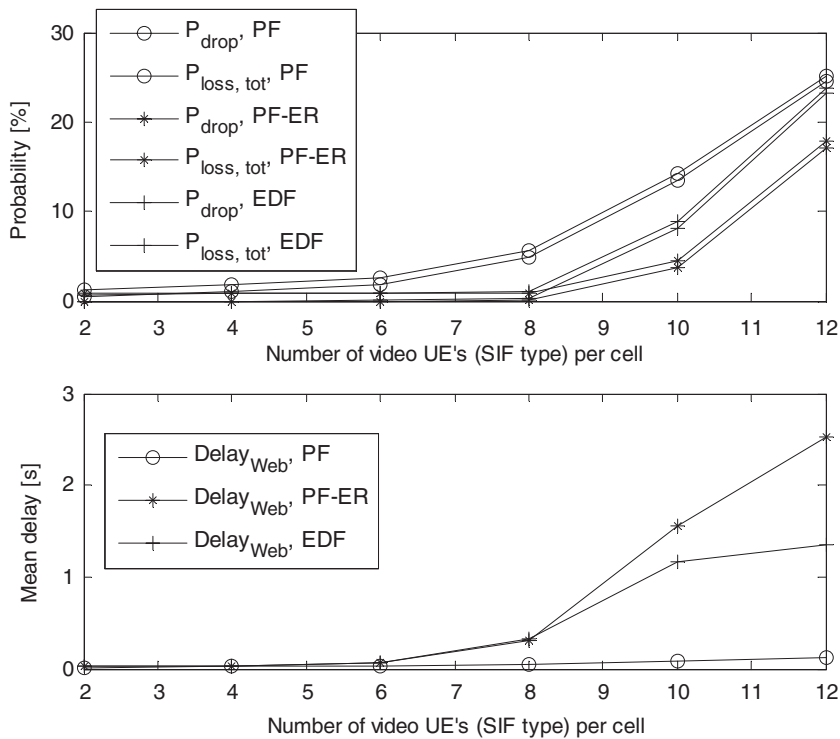 30
20
10
0
Probability [%]
P_drop, PF
P_loss, tot, PF
P_drop, PF-ER
P_loss, tot, PF-ER
P_drop, EDF
P_loss, tot, EDF
2 3 4 5 6 7 8 9 10 11 12
Number of video UE's (SIF type) per cell
3
2
1
0
Mean delay [s]
Delay_Web, PF
Delay_Web, PF-ER
Delay_Web, EDF
2 3 4 5 6 7 8 9 10 11 12
Number of video UE's (SIF type) per cell